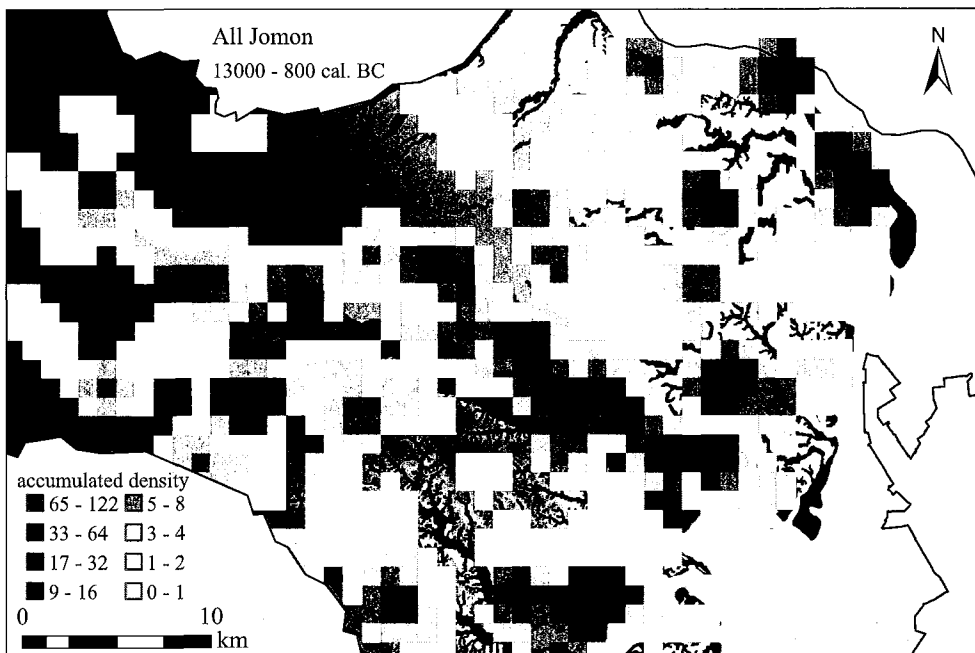 All Jomon
13000 - 800 cal. BC
N
accumulated density
65 - 122 5 - 8
33 - 64 3 - 4
17 - 32 1 - 2
9 - 16 0 - 1
0 10
km